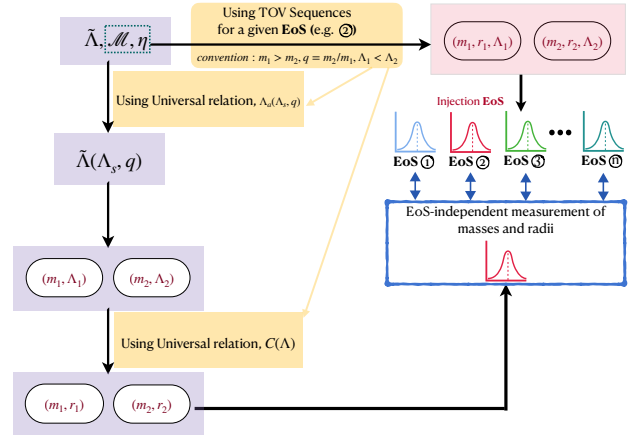 Λ̃, ℳ, η
Using TOV Sequences
for a given EoS (e.g. ②)
convention : m₁ > m₂, q = m₂/m₁, Λ₁ < Λ₂
(m₁, r₁, Λ₁)
(m₂, r₂, Λ₂)
Using Universal relation, Λₐ(Λₛ, q)
Injection EoS
Λ̃(Λₛ, q)
EoS ①
EoS ②
EoS ③
EoS ⓝ
EoS-independent measurement of
masses and radii
(m₁, Λ₁)
(m₂, Λ₂)
Using Universal relation, C(Λ)
(m₁, r₁)
(m₂, r₂)